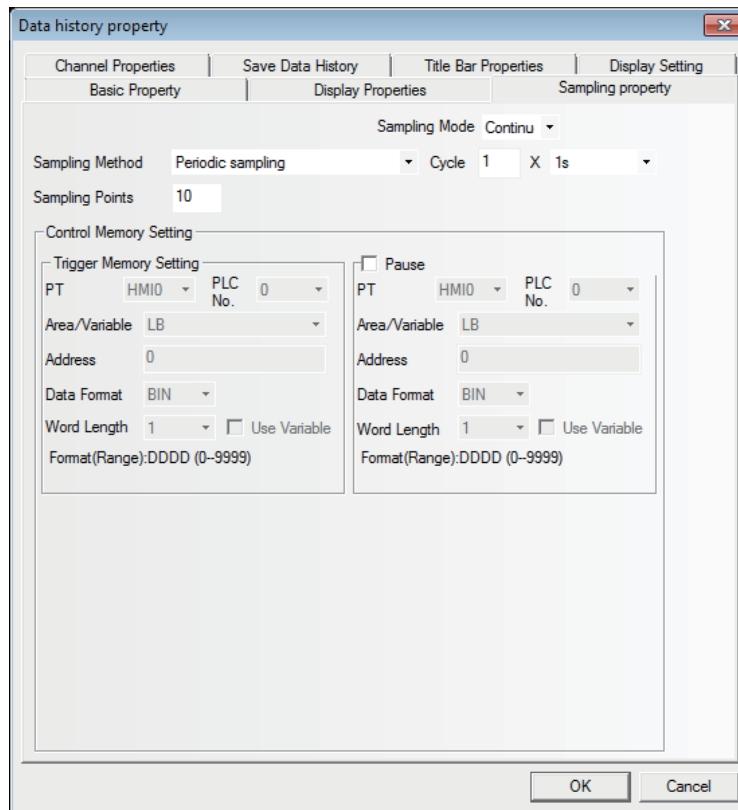 Data history property
Channel Properties Save Data History Title Bar Properties Display Setting
Basic Property Display Properties Sampling property
Sampling Mode Continu
Sampling Method Periodic sampling Cycle 1 X 1s
Sampling Points 10
Control Memory Setting
Trigger Memory Setting Pause
PT HMI0 PLC No. 0 PT HMI0 PLC No. 0
Area/Variable LB Area/Variable LB
Address 0 Address 0
Data Format BIN Data Format BIN
Word Length 1 Use Variable Word Length 1 Use Variable
Format(Range):DDDD (0--9999) Format(Range):DDDD (0--9999)
OK Cancel